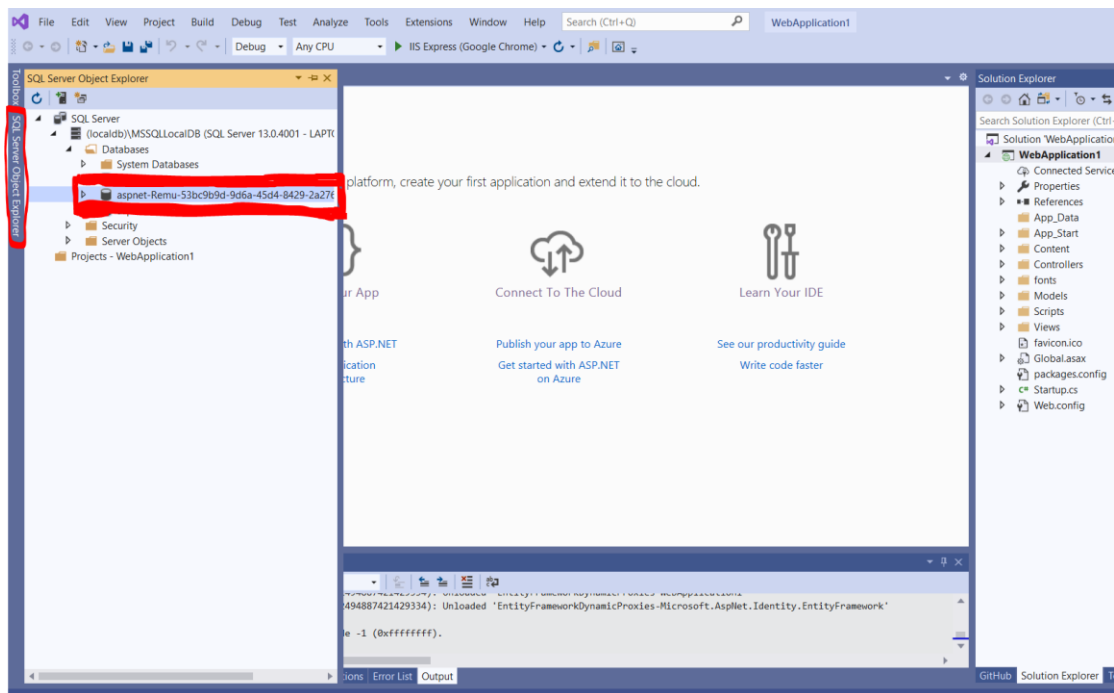 File Edit View Project Build Debug Test Analyze Tools Extensions Window Help Search (Ctrl+Q) WebApplication1
Debug Any CPU IIS Express (Google Chrome)
Toolbox
SQL Server Object Explorer
SQL Server Object Explorer
SQL Server
(localdb)\MSSQLLocalDB (SQL Server 13.0.4001 - LAPT
Databases
System Databases
aspnet-Remu-53bc9b9d-9d6a-45d4-8429-2a276
Security
Server Objects
Projects - WebApplication1
platform, create your first application and extend it to the cloud.
ur App
Connect To The Cloud
Learn Your IDE
th ASP.NET
Publish your app to Azure
See our productivity guide
ication
Get started with ASP.NET
Write code faster
cture
on Azure
Unloaded 'EntityFrameworkDynamicProxies-WebApplication1'
2494887421429334): Unloaded 'EntityFrameworkDynamicProxies-Microsoft.AspNet.Identity.EntityFramework'
de -1 (0xffffffff).
tions Error List Output
Solution Explorer
Search Solution Explorer (Ctrl
Solution 'WebApplication
WebApplication1
Connected Service
Properties
References
App_Data
App_Start
Content
Controllers
fonts
Models
Scripts
Views
favicon.ico
Global.asax
packages.config
Startup.cs
Web.config
GitHub Solution Explorer T